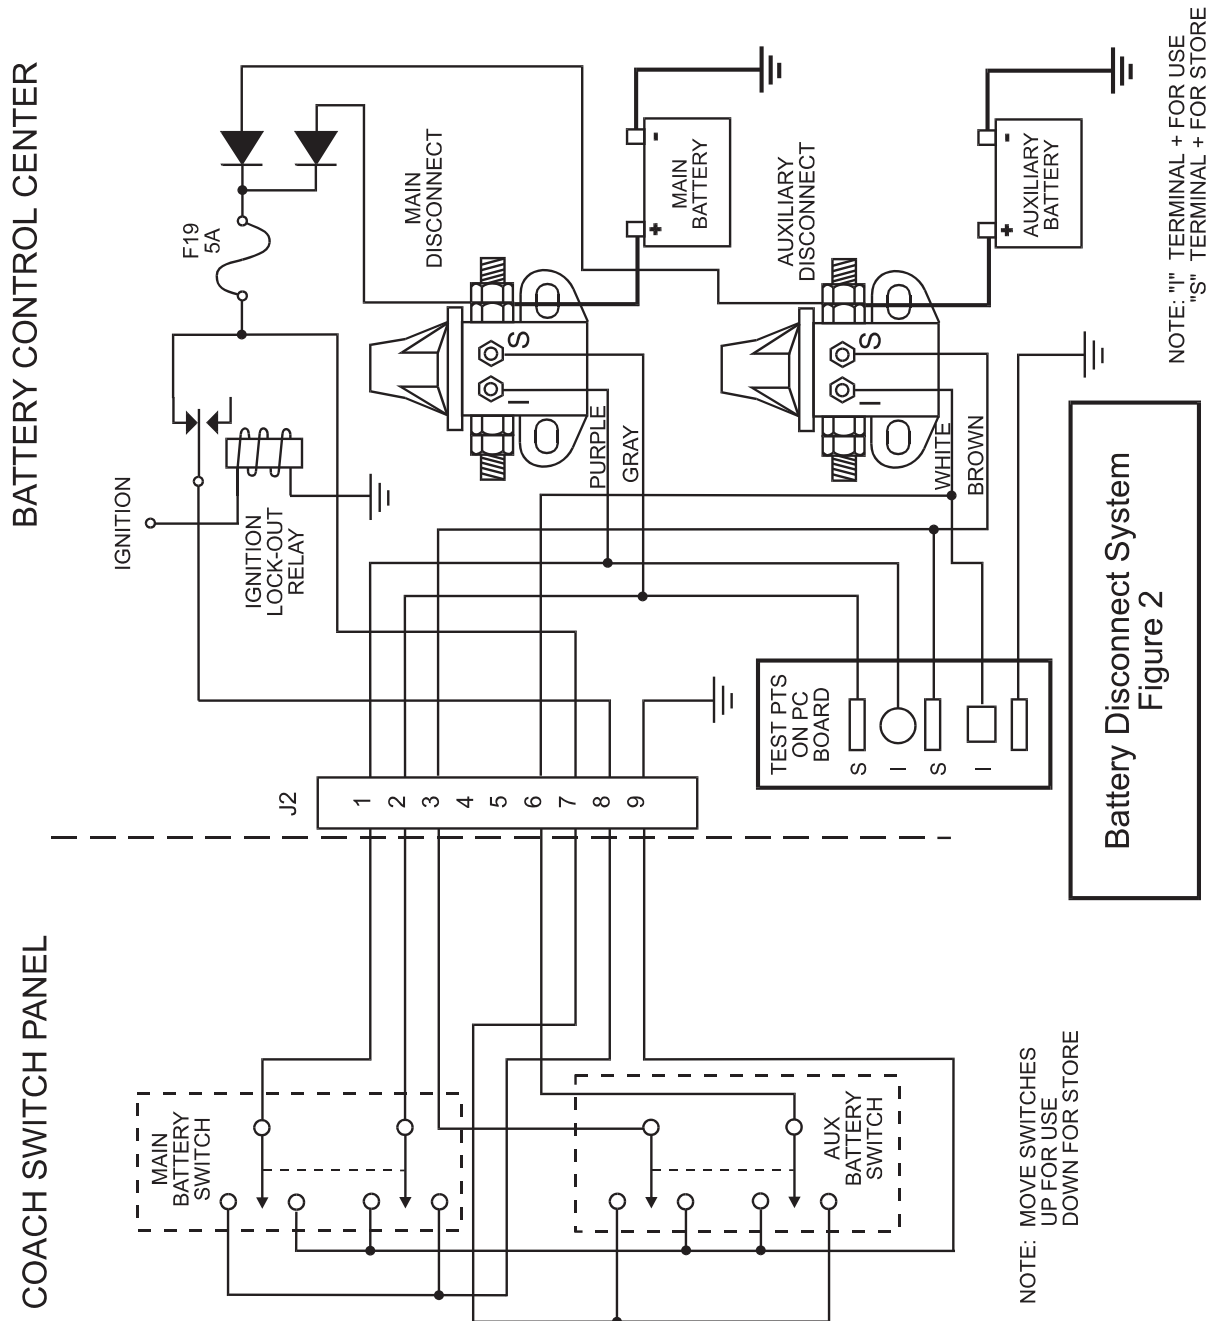 BATTERY CONTROL CENTER
COACH SWITCH PANEL
IGNITION
F19
5A
IGNITION
LOCK-OUT
RELAY
MAIN
DISCONNECT
S
I
PURPLE
GRAY
+
-
MAIN
BATTERY
AUXILIARY
DISCONNECT
S
I
WHITE
BROWN
+
-
AUXILIARY
BATTERY
NOTE: "I" TERMINAL + FOR USE
"S" TERMINAL + FOR STORE
J2
1
2
3
4
5
6
7
8
9
TEST PTS
ON PC
BOARD
S
I
S
I
MAIN
BATTERY
SWITCH
AUX
BATTERY
SWITCH
NOTE: MOVE SWITCHES
UP FOR USE
DOWN FOR STORE
Battery Disconnect System
Figure 2